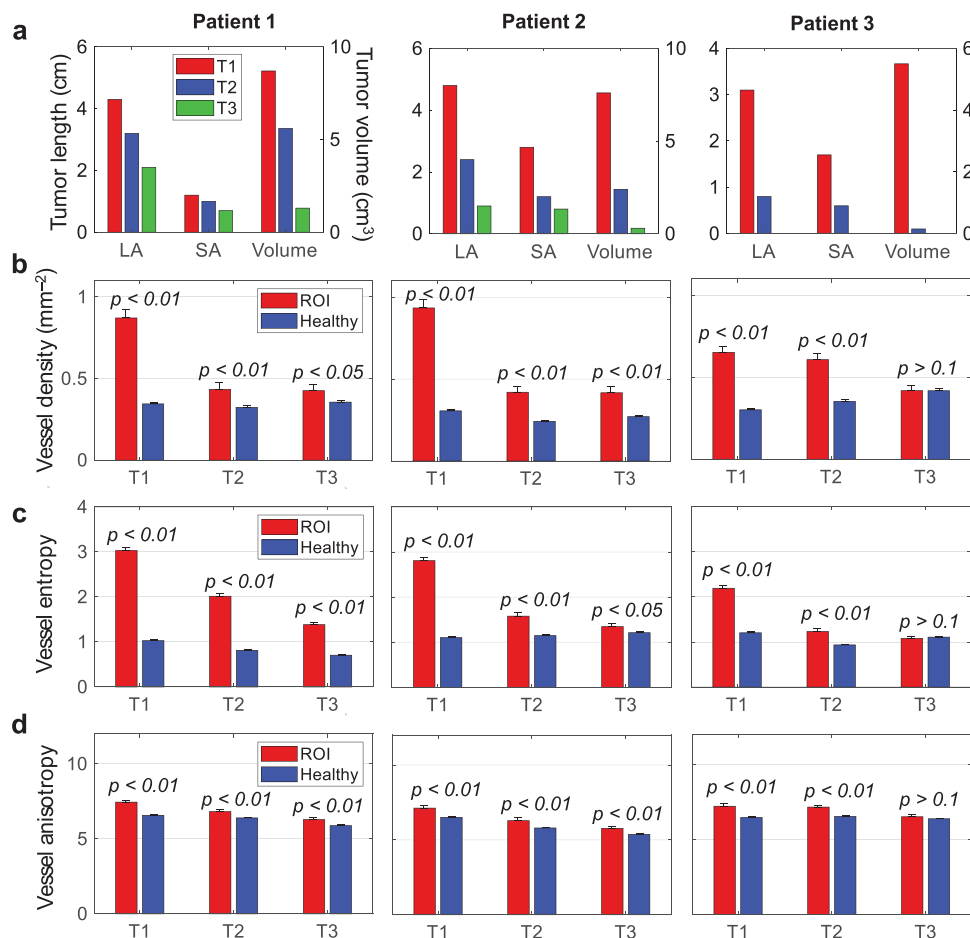 Patient 1 Patient 2 Patient 3
a
Tumor length (cm)
6 4 2 0
T1
T2
T3
10 5 0
Tumor volume (cm³)
LA SA Volume
6 4 2 0
10 5 0
LA SA Volume
4 3 2 1 0
6 4 2 0
LA SA Volume
b
Vessel density (mm⁻²)
1 0.5 0
ROI
Healthy
p < 0.01 p < 0.01 p < 0.05
T1 T2 T3
p < 0.01 p < 0.01 p < 0.01
T1 T2 T3
p < 0.01 p < 0.01 p > 0.1
T1 T2 T3
c
Vessel entropy
4 3 2 1 0
ROI
Healthy
p < 0.01 p < 0.01 p < 0.01
T1 T2 T3
p < 0.01 p < 0.01 p < 0.05
T1 T2 T3
p < 0.01 p < 0.01 p > 0.1
T1 T2 T3
d
Vessel anisotropy
10 5 0
ROI
Healthy
p < 0.01 p < 0.01 p < 0.01
T1 T2 T3
p < 0.01 p < 0.01 p < 0.01
T1 T2 T3
p < 0.01 p < 0.01 p > 0.1
T1 T2 T3